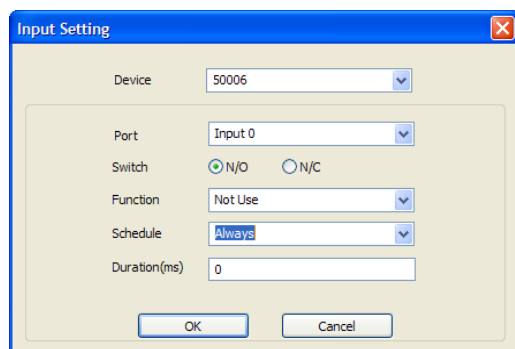 Input Setting
Device 50006
Port Input 0
Switch N/O N/C
Function Not Use
Schedule Always
Duration(ms) 0
OK Cancel